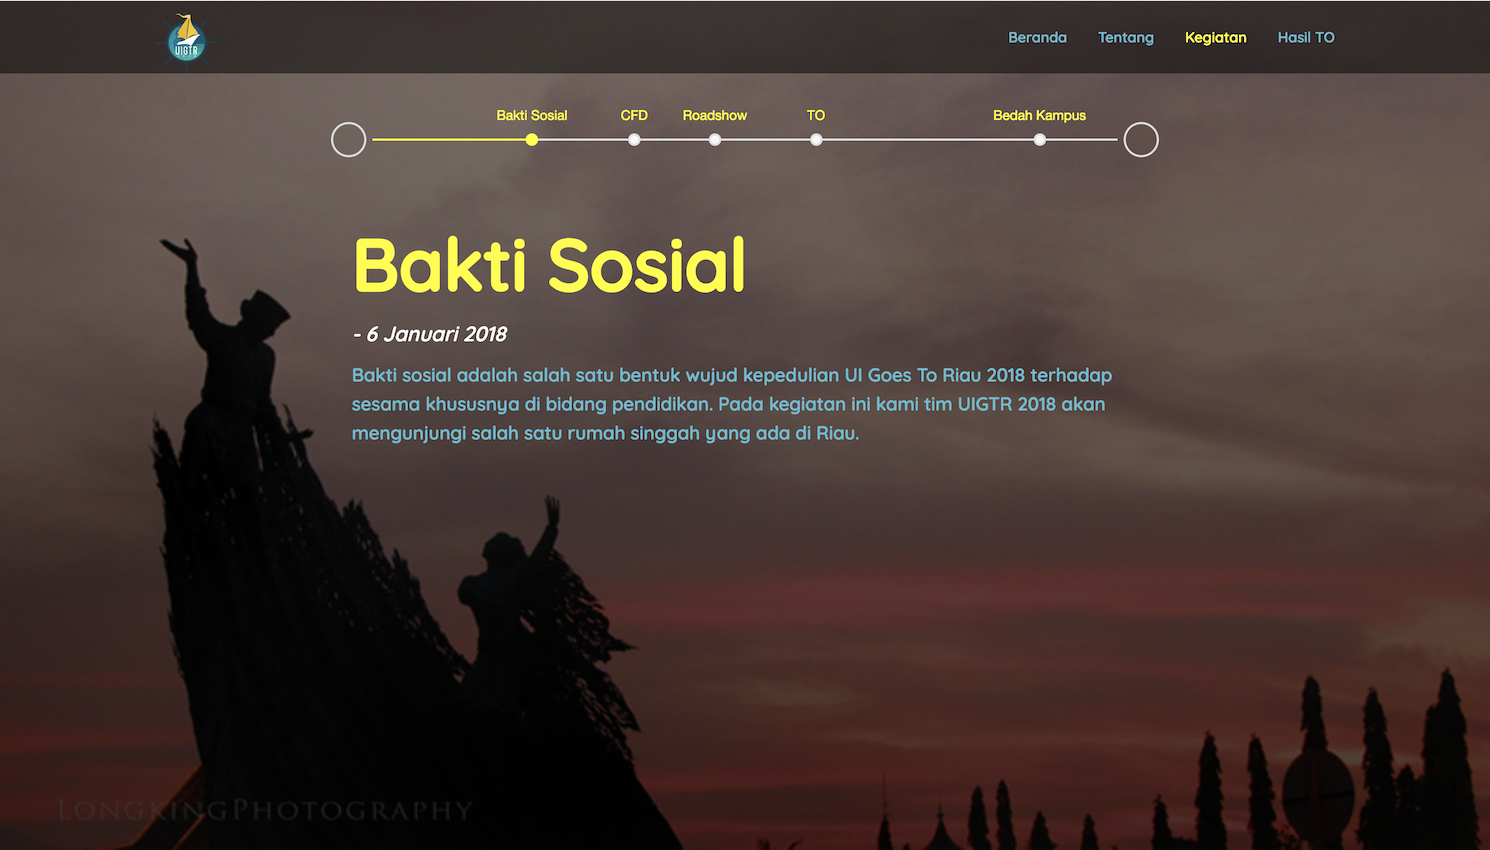 UIGTR
Beranda Tentang Kegiatan Hasil TO
Bakti Sosial CFD Roadshow TO Bedah Kampus
Bakti Sosial
- 6 Januari 2018
Bakti sosial adalah salah satu bentuk wujud kepedulian UI Goes To Riau 2018 terhadap
sesama khususnya di bidang pendidikan. Pada kegiatan ini kami tim UIGTR 2018 akan
mengunjungi salah satu rumah singgah yang ada di Riau.
LONGKINGPHOTOGRAPHY